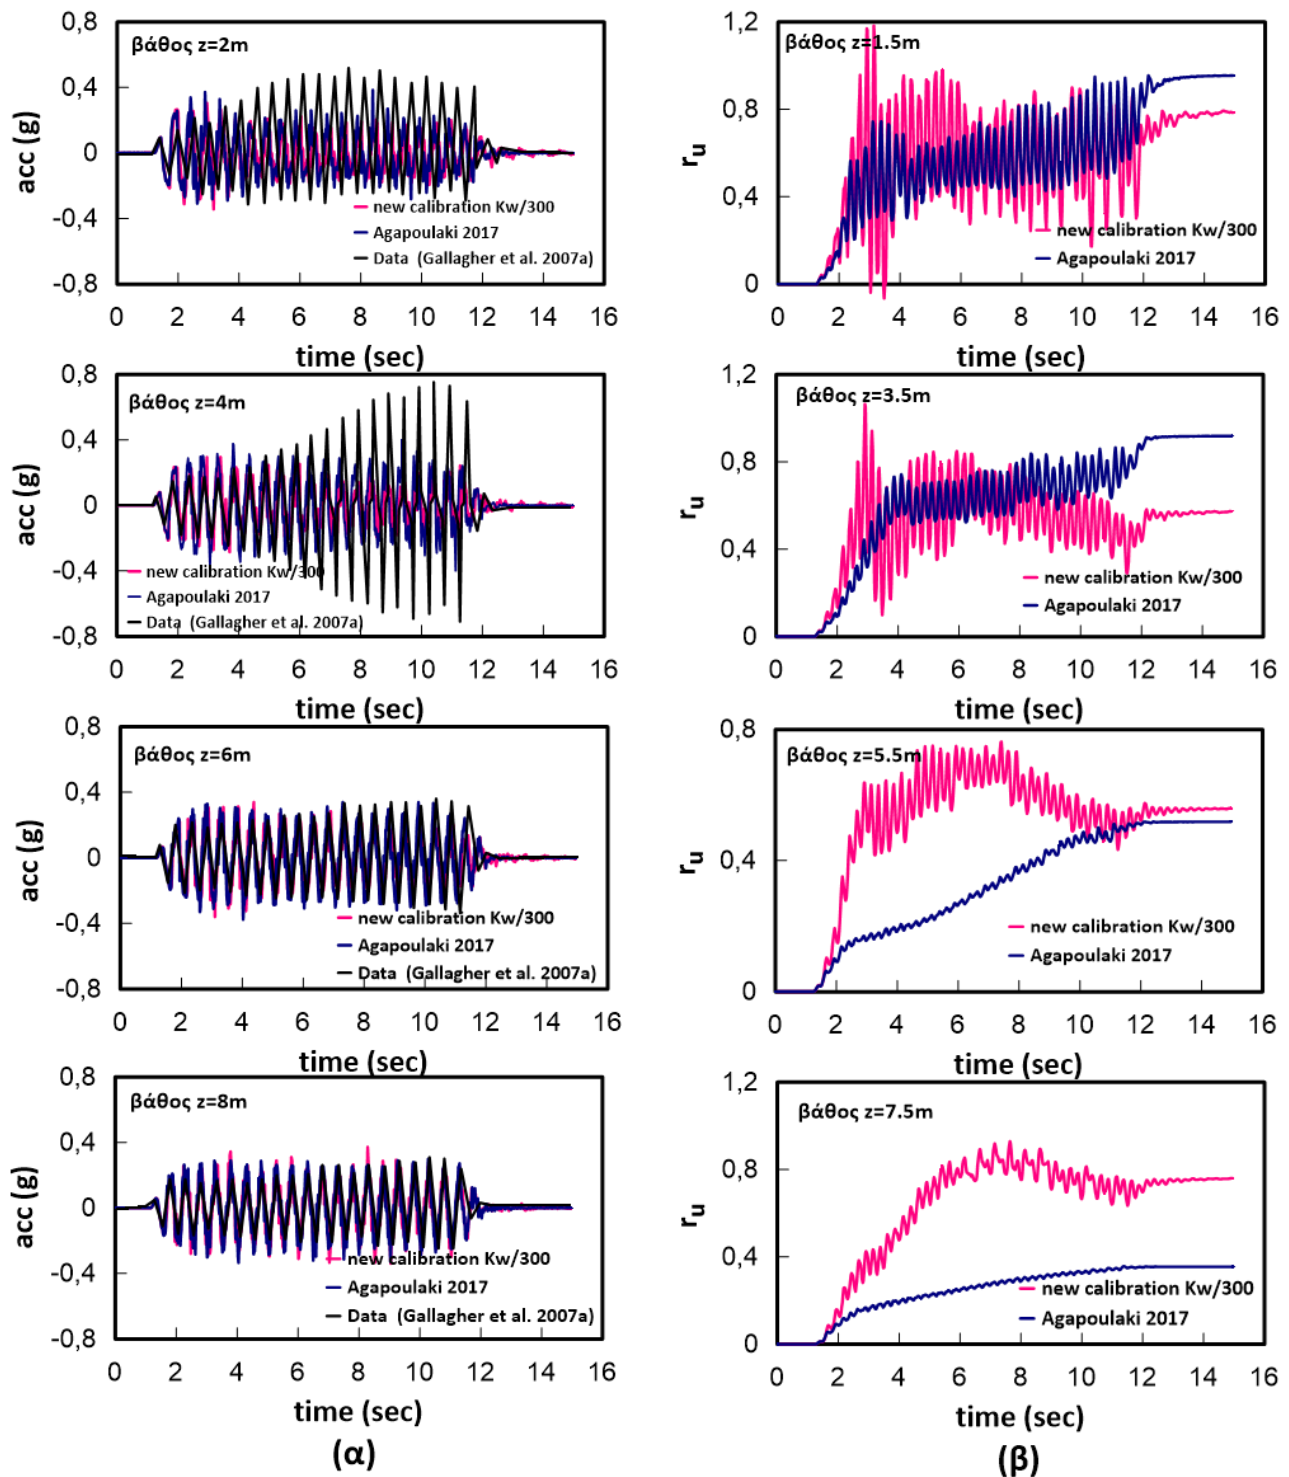 0,8
βάθος z=2m
0,4
0
-0,4
-0,8
acc (g)
new calibration Kw/300
Agapoulaki 2017
Data (Gallagher et al. 2007a)
0 2 4 6 8 10 12 14 16
time (sec)
1,2
βάθος z=1.5m
0,8
0,4
0
ru
new calibration Kw/300
Agapoulaki 2017
0 2 4 6 8 10 12 14 16
time (sec)
0,8
βάθος z=4m
0,4
0
-0,4
-0,8
acc (g)
new calibration Kw/300
Agapoulaki 2017
Data (Gallagher et al. 2007a)
0 2 4 6 8 10 12 14 16
time (sec)
1,2
βάθος z=3.5m
0,8
0,4
0
ru
new calibration Kw/300
Agapoulaki 2017
0 2 4 6 8 10 12 14 16
time (sec)
0,8
βάθος z=6m
0,4
0
-0,4
-0,8
acc (g)
new calibration Kw/300
Agapoulaki 2017
Data (Gallagher et al. 2007a)
0 2 4 6 8 10 12 14 16
time (sec)
0,8
βάθος z=5.5m
0,4
0
ru
new calibration Kw/300
Agapoulaki 2017
0 2 4 6 8 10 12 14 16
time (sec)
0,8
βάθος z=8m
0,4
0
-0,4
-0,8
acc (g)
new calibration Kw/300
Agapoulaki 2017
Data (Gallagher et al. 2007a)
0 2 4 6 8 10 12 14 16
time (sec)
(α)
1,2
βάθος z=7.5m
0,8
0,4
0
ru
new calibration Kw/300
Agapoulaki 2017
0 2 4 6 8 10 12 14 16
time (sec)
(β)